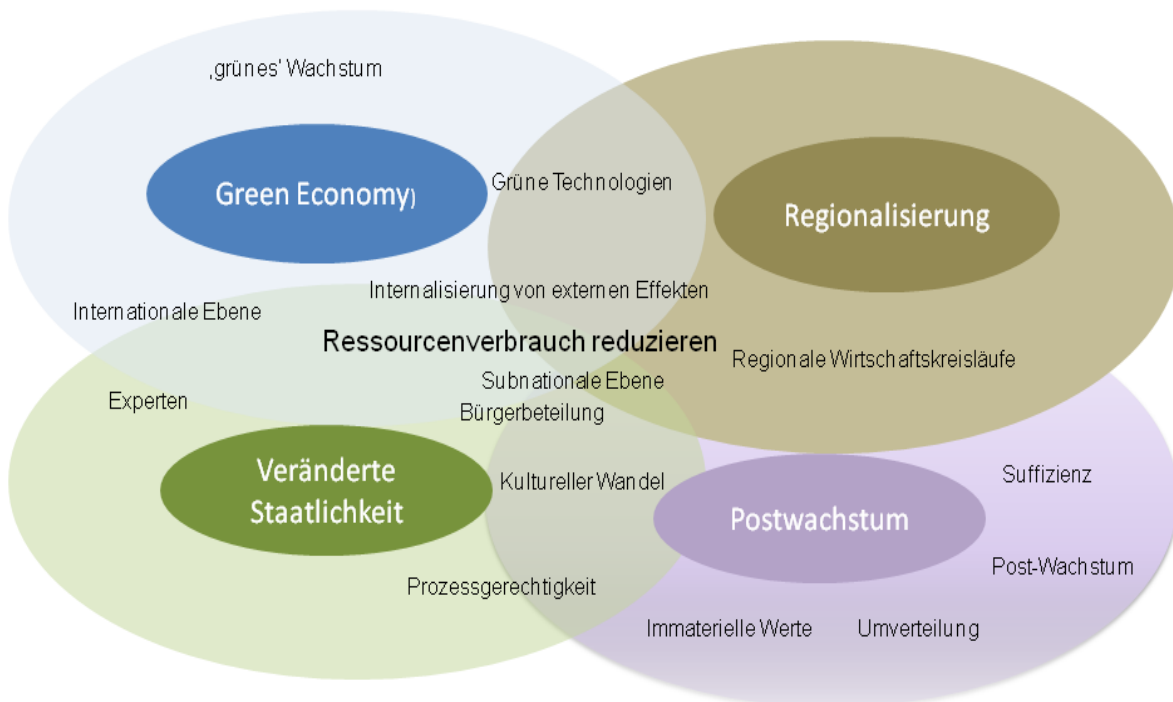 ‚grünes' Wachstum
Green Economy)
Grüne Technologien
Regionalisierung
Internalisierung von externen Effekten
Internationale Ebene
Ressourcenverbrauch reduzieren
Regionale Wirtschaftskreisläufe
Subnationale Ebene
Experten
Bürgerbeteilung
Veränderte
Staatlichkeit
Kultureller Wandel
Suffizienz
Postwachstum
Post-Wachstum
Prozessgerechtigkeit
Immaterielle Werte
Umverteilung